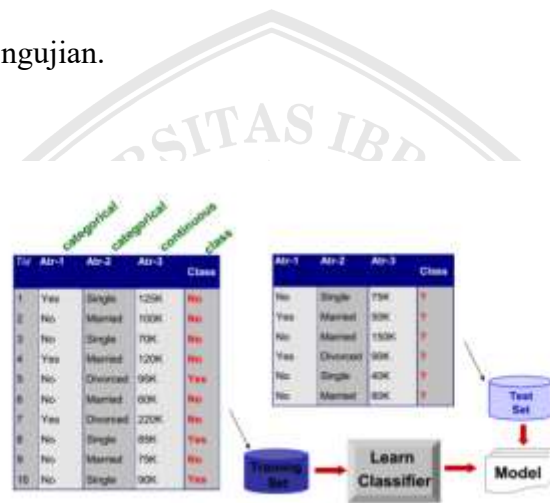 ngujian.
SITAS IBR
categorical
categorical
continuous
class
Tid Atr-1 Atr-2 Atr-3 Class
1 Yes Single 125K No
2 No Married 100K No
3 No Single 70K No
4 Yes Married 120K No
5 No Divorced 95K Yes
6 No Married 60K No
7 Yes Divorced 220K No
8 No Single 85K Yes
9 No Married 75K No
10 No Single 90K Yes
Atr-1 Atr-2 Atr-3 Class
No Single 75K ?
Yes Married 50K ?
No Married 150K ?
Yes Divorced 90K ?
No Single 40K ?
No Married 80K ?
Training
Set
Learn
Classifier
Test
Set
Model